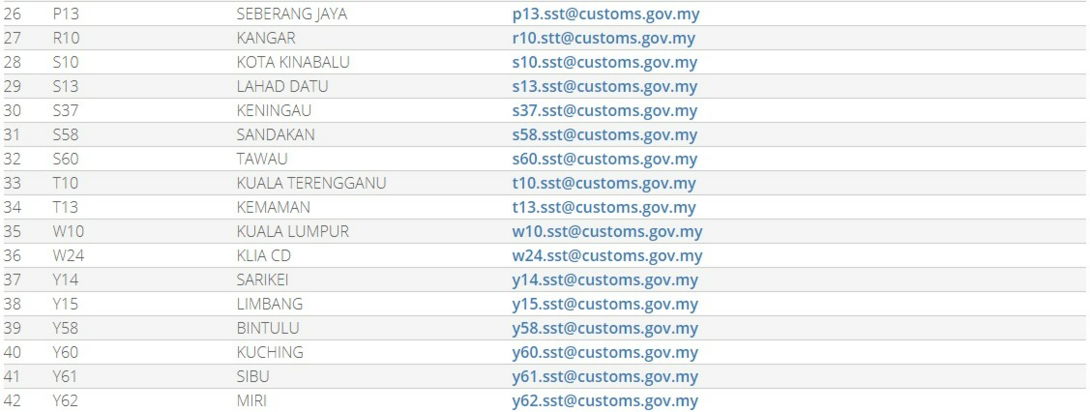 26 P13 SEBERANG JAYA p13.sst@customs.gov.my
27 R10 KANGAR r10.stt@customs.gov.my
28 S10 KOTA KINABALU s10.sst@customs.gov.my
29 S13 LAHAD DATU s13.sst@customs.gov.my
30 S37 KENINGAU s37.sst@customs.gov.my
31 S58 SANDAKAN s58.sst@customs.gov.my
32 S60 TAWAU s60.sst@customs.gov.my
33 T10 KUALA TERENGGANU t10.sst@customs.gov.my
34 T13 KEMAMAN t13.sst@customs.gov.my
35 W10 KUALA LUMPUR w10.sst@customs.gov.my
36 W24 KLIA CD w24.sst@customs.gov.my
37 Y14 SARIKEI y14.sst@customs.gov.my
38 Y15 LIMBANG y15.sst@customs.gov.my
39 Y58 BINTULU y58.sst@customs.gov.my
40 Y60 KUCHING y60.sst@customs.gov.my
41 Y61 SIBU y61.sst@customs.gov.my
42 Y62 MIRI y62.sst@customs.gov.my